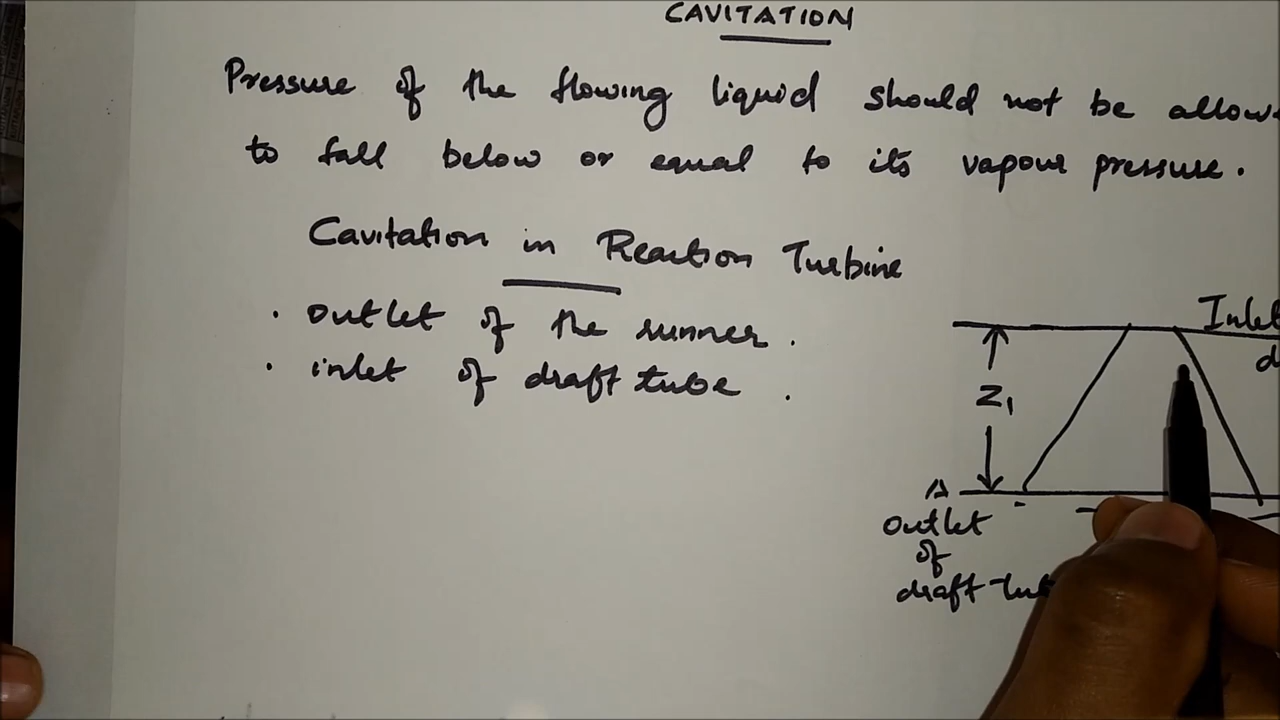 CAVITATION
Pressure of the flowing liquid should not be allow
to fall below or equal to its vapour pressure.
Cavitation in Reaction Turbine
. outlet of the runner.
. inlet of draft tube.
Inlet
d
Z1
A
outlet
of
draft-tub